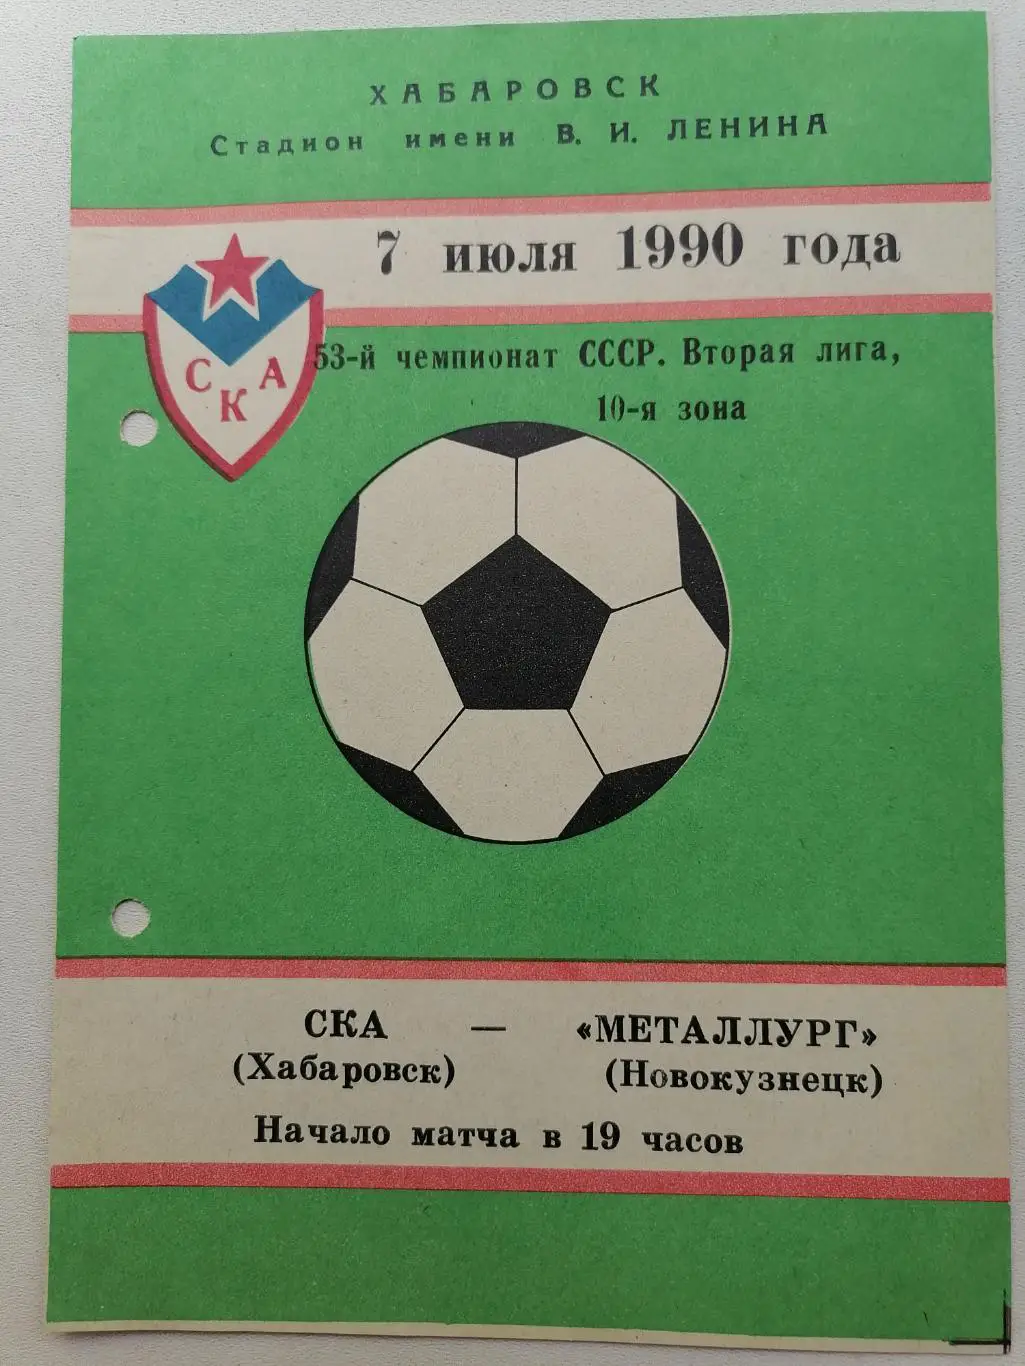 ХАБАРОВСК
Стадион имени В. И. ЛЕНИНА
7 июля 1990 года
СКА
53-й чемпионат СССР. Вторая лига,
10-я зона
СКА — «МЕТАЛЛУРГ»
(Хабаровск) (Новокузнецк)
Начало матча в 19 часов